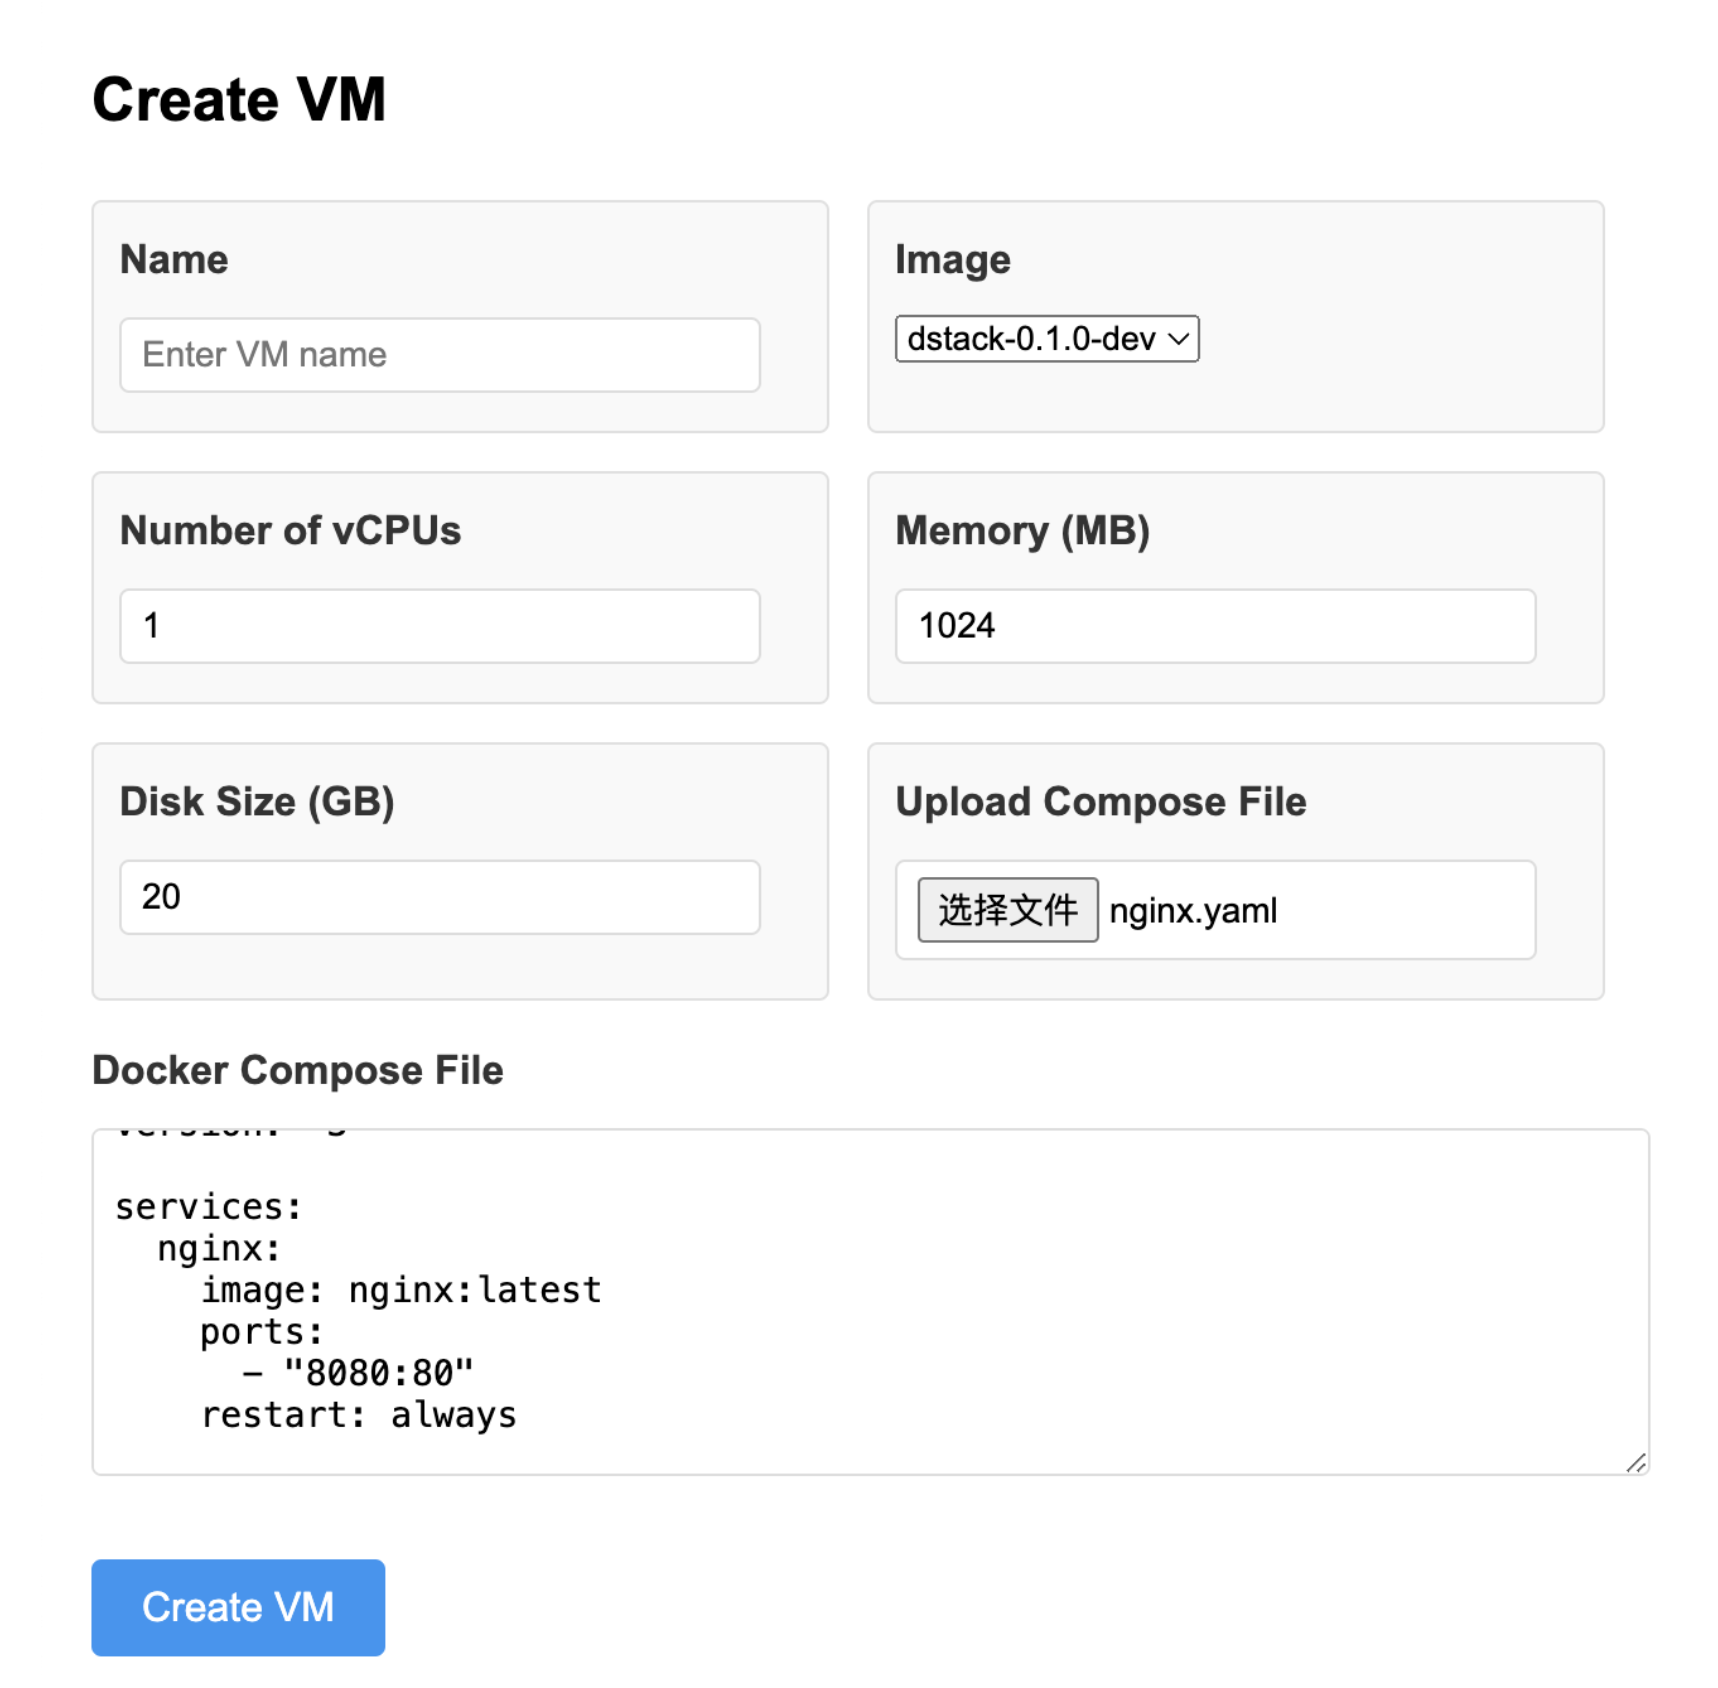 Create VM
Name
Image
Enter VM name
dstack-0.1.0-dev
Number of vCPUs
Memory (MB)
1
1024
Disk Size (GB)
Upload Compose File
20
选择文件 nginx.yaml
Docker Compose File
services:
  nginx:
    image: nginx:latest
    ports:
      - "8080:80"
    restart: always
Create VM